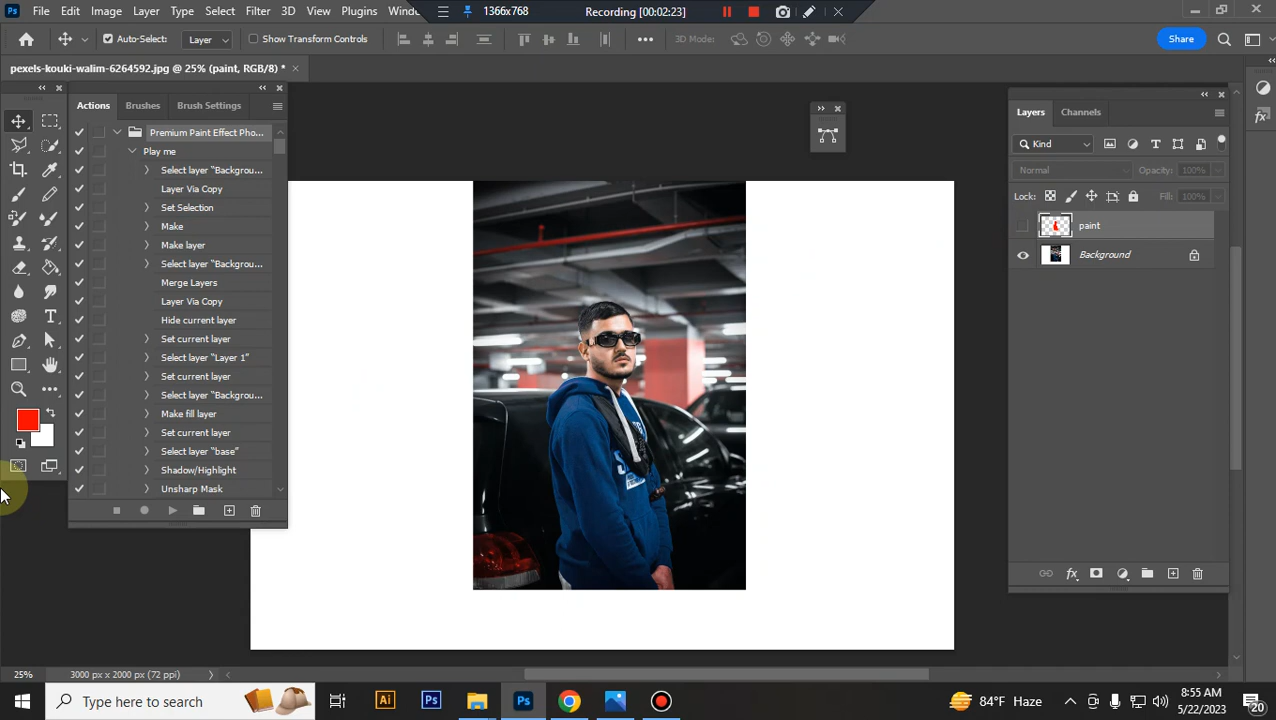 1366x768
Recording [00:02:23]
File Edit Image Layer Type Select Filter 3D View Plugins Windo
Auto-Select: Layer Show Transform Controls 3D Mode: Share
pexels-kouki-walim-6264592.jpg @ 25% (paint, RGB/8) *
Actions Brushes Brush Settings
Premium Paint Effect Pho...
Play me
Select layer "Backgrou...
Layer Via Copy
Set Selection
Make
Make layer
Select layer "Backgrou...
Merge Layers
Layer Via Copy
Hide current layer
Set current layer
Select layer "Layer 1"
Set current layer
Select layer "Backgrou...
Make fill layer
Set current layer
Select layer "base"
Shadow/Highlight
Unsharp Mask
Layers Channels
Kind
Normal Opacity: 100%
Lock: Fill: 100%
paint
Background
25% 3000 px x 2000 px (72 ppi)
Type here to search
Ai Ps Ps
84°F Haze
8:55 AM
5/22/2023
20